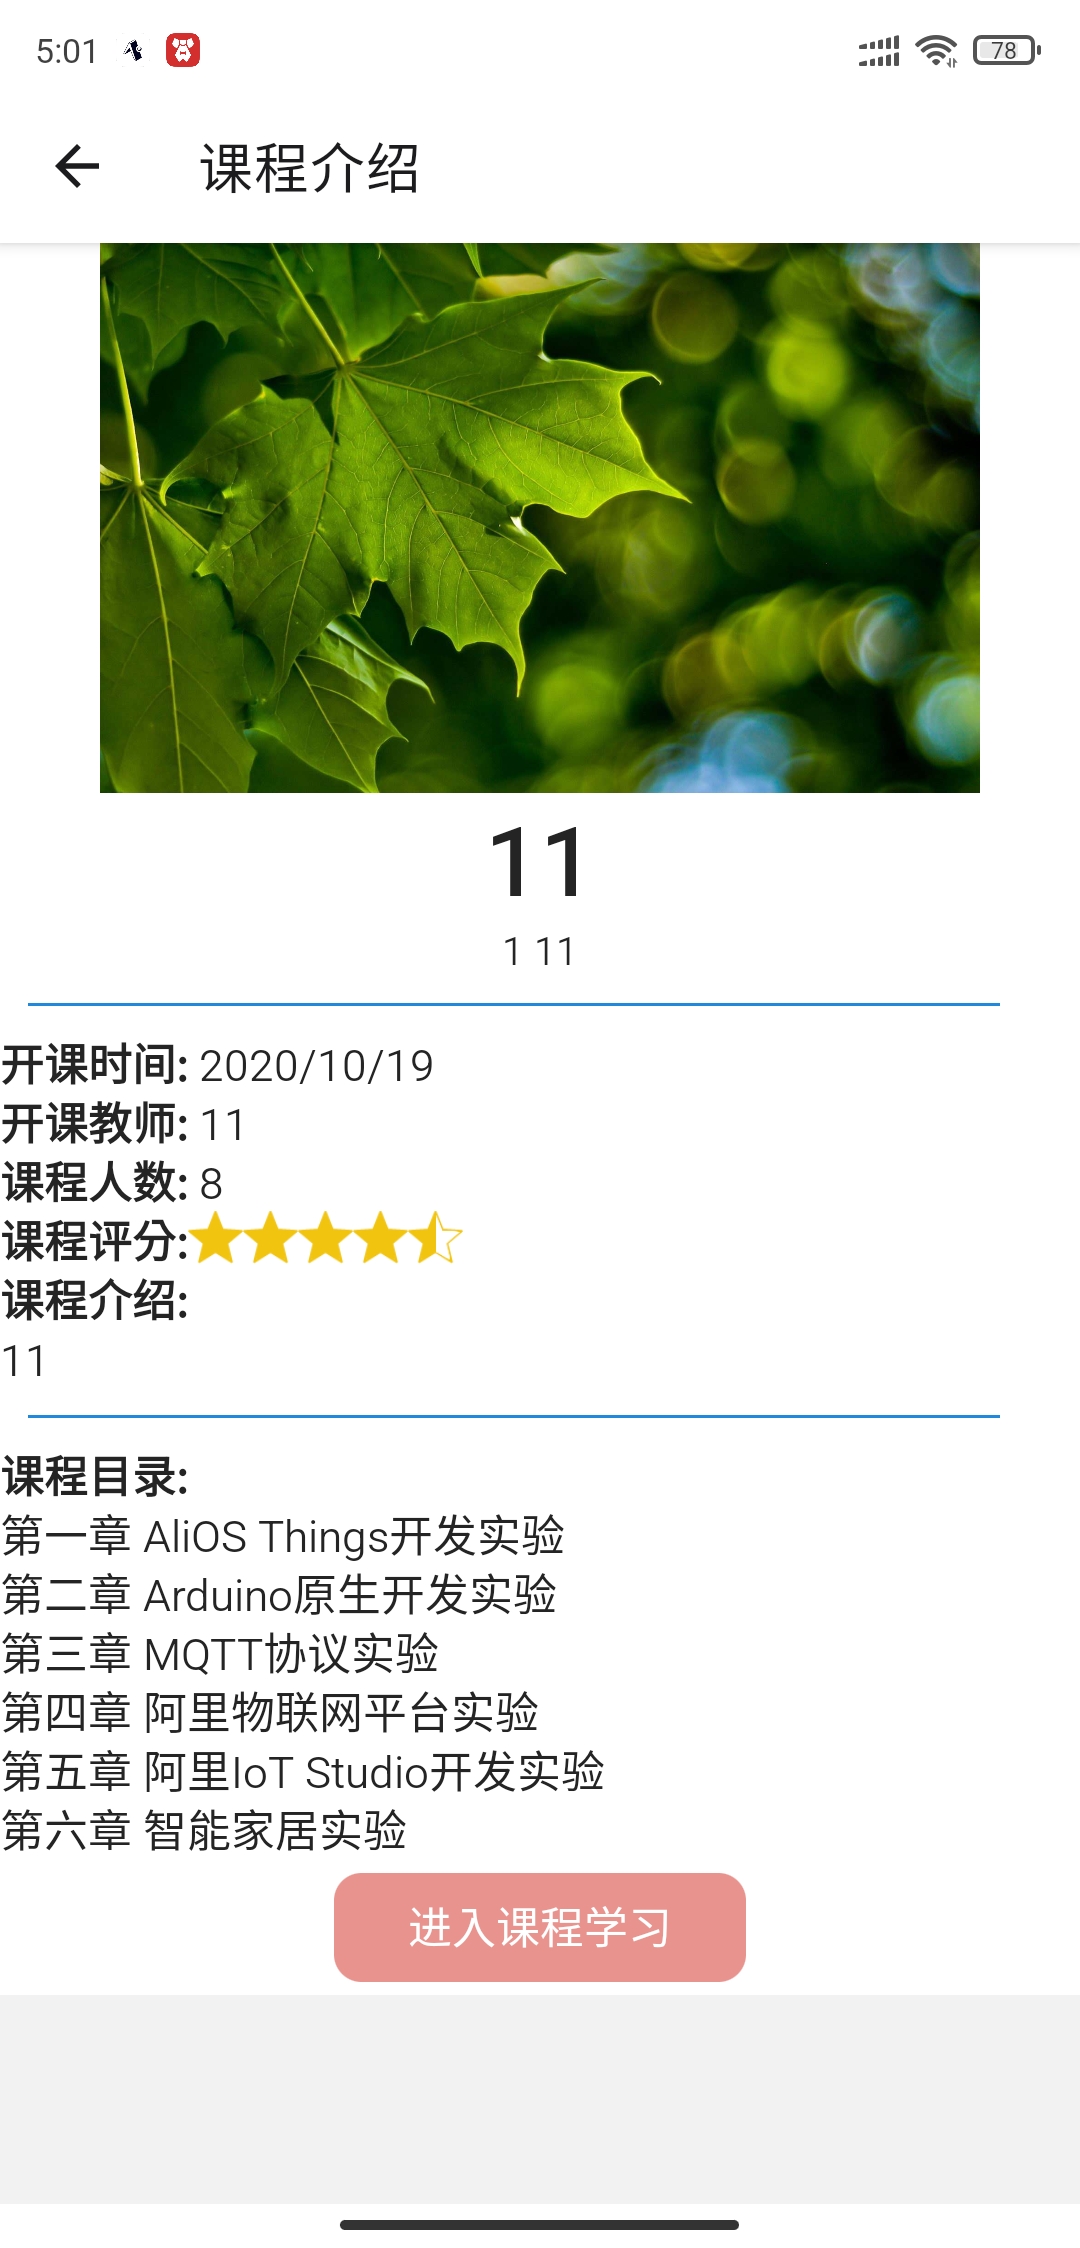 5:01
78
课程介绍
11
1 11
开课时间: 2020/10/19
开课教师: 11
课程人数: 8
课程评分:
课程介绍:
11
课程目录:
第一章 AliOS Things开发实验
第二章 Arduino原生开发实验
第三章 MQTT协议实验
第四章 阿里物联网平台实验
第五章 阿里IoT Studio开发实验
第六章 智能家居实验
进入课程学习